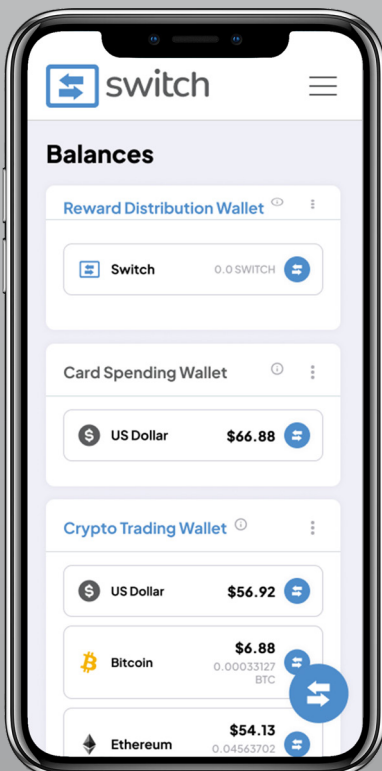 switch
Balances
Reward Distribution Wallet
Switch 0.0 SWITCH
Card Spending Wallet
US Dollar $66.88
Crypto Trading Wallet
US Dollar $56.92
$6.88
Bitcoin 0.00033127
BTC
$54.13
Ethereum 0.04563702